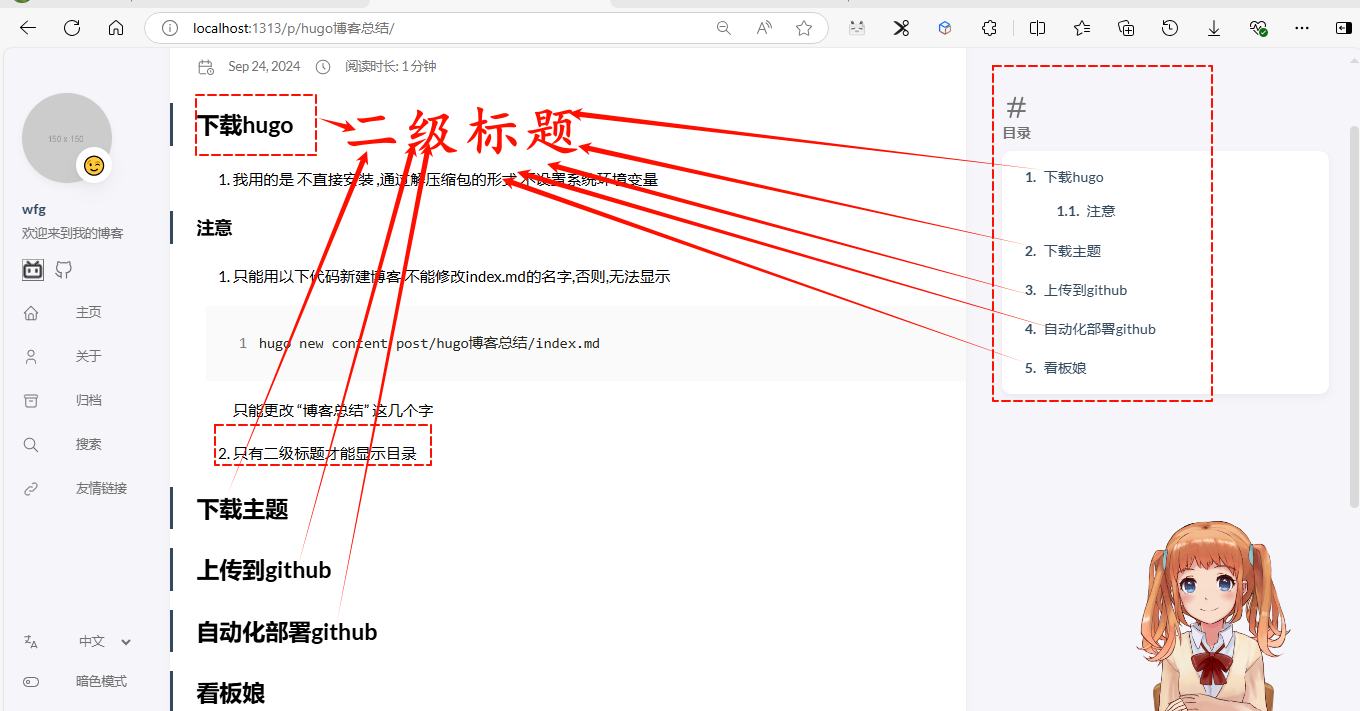 localhost:1313/p/hugo博客总结/
150 x 150
wfg
欢迎来到我的博客
主页
关于
归档
搜索
友情链接
中文
暗色模式
Sep 24, 2024 阅读时长: 1 分钟
下载hugo
二级标题
1. 我用的是 不直接安装 ,通过解压缩包的形式,不设置系统环境变量
注意
1. 只能用以下代码新建博客,不能修改index.md的名字,否则,无法显示
1 hugo new content post/hugo博客总结/index.md
只能更改 “博客总结” 这几个字
2. 只有二级标题才能显示目录
下载主题
上传到github
自动化部署github
看板娘
#
目录
1. 下载hugo
1.1. 注意
2. 下载主题
3. 上传到github
4. 自动化部署github
5. 看板娘